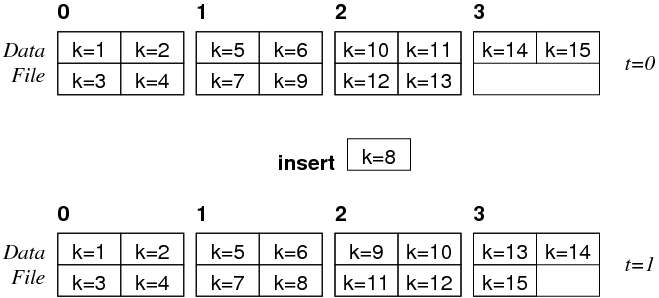 0 1 2 3
Data k=1 k=2 k=5 k=6 k=10 k=11 k=14 k=15 t=0
File k=3 k=4 k=7 k=9 k=12 k=13
insert k=8
0 1 2 3
Data k=1 k=2 k=5 k=6 k=9 k=10 k=13 k=14 t=1
File k=3 k=4 k=7 k=8 k=11 k=12 k=15